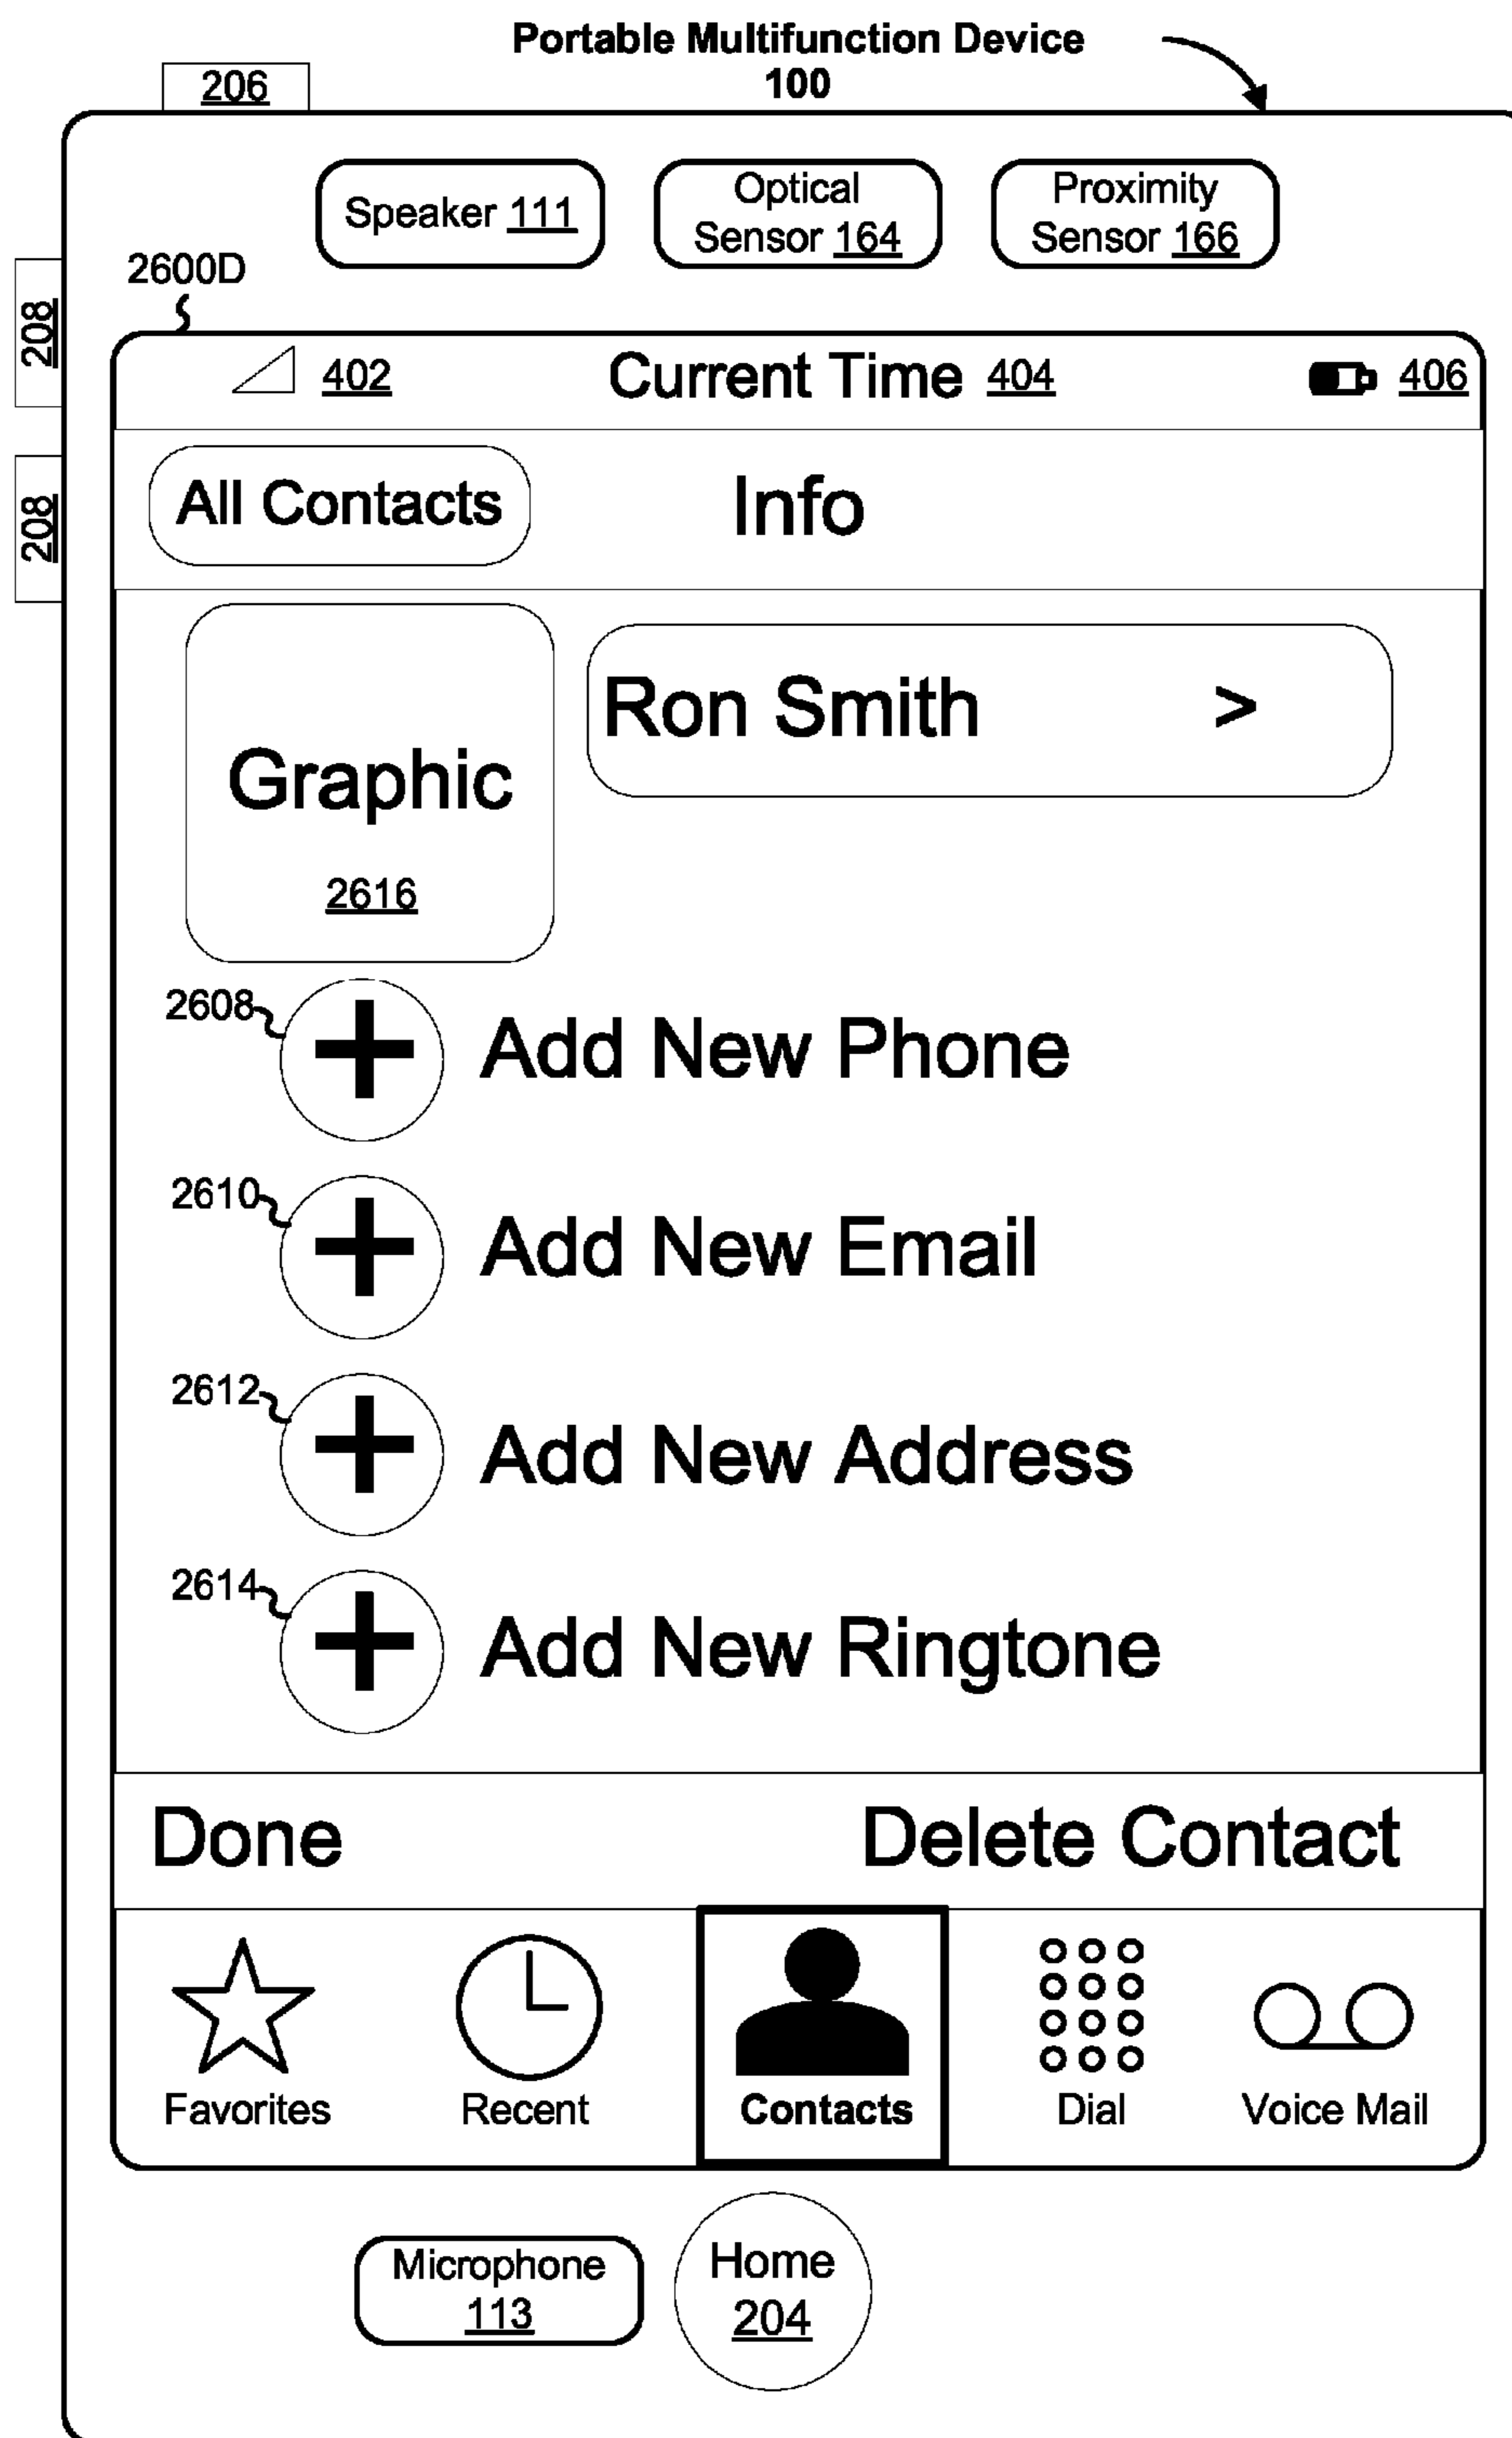 Portable Multifunction Device
100
206
Speaker 111
Optical
Sensor 164
Proximity
Sensor 166
2600D
208
208
402
Current Time 404
406
All Contacts
Info
Graphic
2616
Ron Smith >
2608
Add New Phone
2610
Add New Email
2612
Add New Address
2614
Add New Ringtone
Done
Delete Contact
Favorites
Recent
Contacts
Dial
Voice Mail
Microphone
113
Home
204